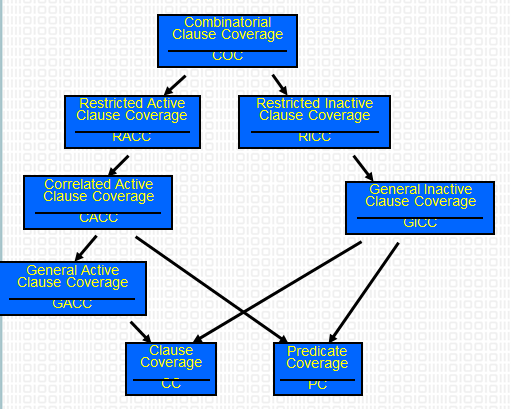 Combinatorial
Clause Coverage
COC
Restricted Active
Clause Coverage
RACC
Restricted Inactive
Clause Coverage
RICC
Correlated Active
Clause Coverage
CACC
General Inactive
Clause Coverage
GICC
General Active
Clause Coverage
GACC
Clause
Coverage
CC
Predicate
Coverage
PC